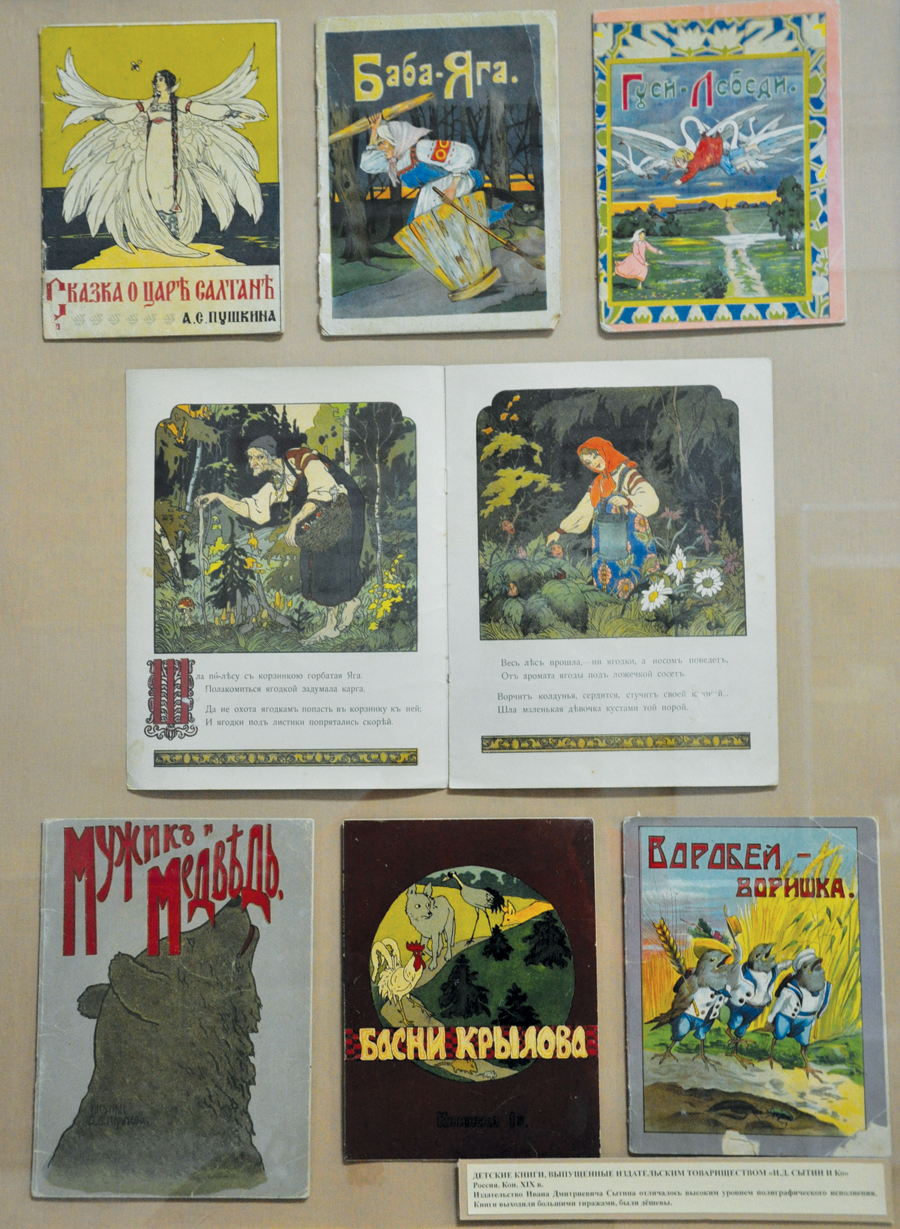 СКАЗКА О ЦАРѢ САЛТАНѢ
А.С. ПУШКИНА
Баба-Яга.
Гуси-Лебеди.
Шла по́-лѣсу съ корзинкою горбатая Яга.
Полакомиться ягодкой задумала карга.
Да не охота ягодкамъ попасть въ корзинку къ ней;
И ягодки подъ листики попрятались скорѣй.
Весь лѣсъ прошла,—ни ягодки, а носомъ поведетъ,
Отъ аромата ягоды подъ ложечкой сосетъ.
Ворчитъ колдунья, сердится, стучитъ своей
Шла маленькая дѣвочка кустами той порой.
МУЖИКЪ И
МЕДВѢДЬ.
БАСНИ КРЫЛОВА
ВОРОБЕЙ-
ВОРИШКА.
ДЕТСКИЕ КНИГИ, ВЫПУЩЕННЫЕ ИЗДАТЕЛЬСКИМ ТОВАРИЩЕСТВОМ «И.Д. СЫТИН И Ко»
Россия. Кон. XIX в.
Издательство Ивана Дмитриевича Сытина отличалось высоким уровнем полиграфического исполнения.
Книги выходили большими тиражами, были дёшевы.